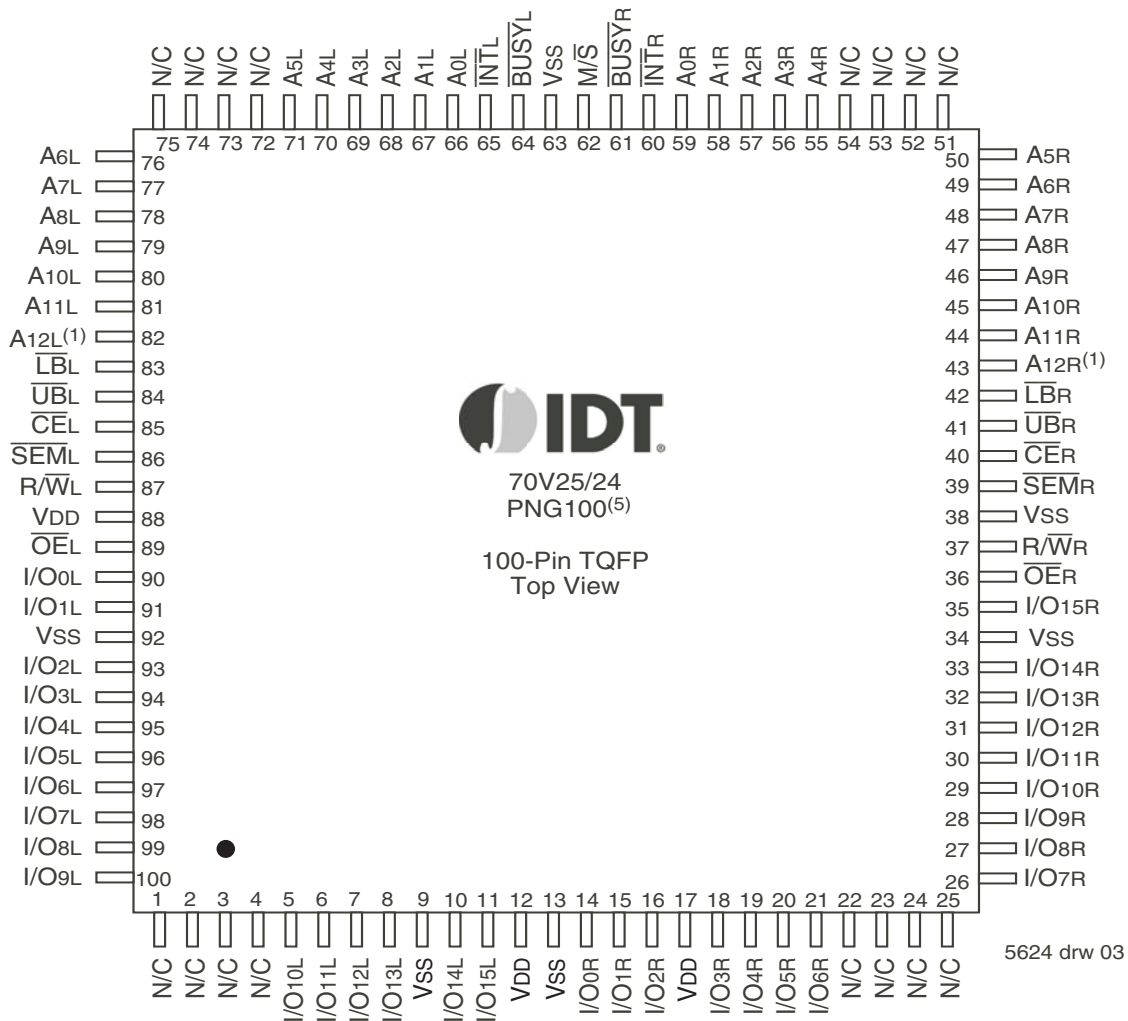 N/C N/C N/C N/C A5L A4L A3L A2L A1L A0L INTL BUSYL VSS M/S BUSYR INTR A0R A1R A2R A3R A4R N/C N/C N/C N/C
75 74 73 72 71 70 69 68 67 66 65 64 63 62 61 60 59 58 57 56 55 54 53 52 51
A6L 76 50 A5R
A7L 77 49 A6R
A8L 78 48 A7R
A9L 79 47 A8R
A10L 80 46 A9R
A11L 81 45 A10R
A12L(1) 82 44 A11R
LBL 83 43 A12R(1)
UBL 84 42 LBR
CEL 85 41 UBR
SEML 86 40 CER
R/WL 87 39 SEMR
VDD 88 38 VSS
OEL 89 37 R/WR
I/O0L 90 36 OER
I/O1L 91 35 I/O15R
VSS 92 34 VSS
I/O2L 93 33 I/O14R
I/O3L 94 32 I/O13R
I/O4L 95 31 I/O12R
I/O5L 96 30 I/O11R
I/O6L 97 29 I/O10R
I/O7L 98 28 I/O9R
I/O8L 99 27 I/O8R
I/O9L 100 26 I/O7R
IDT®
70V25/24
PNG100(5)
100-Pin TQFP
Top View
1 2 3 4 5 6 7 8 9 10 11 12 13 14 15 16 17 18 19 20 21 22 23 24 25
N/C N/C N/C N/C I/O10L I/O11L I/O12L I/O13L VSS I/O14L I/O15L VDD VSS I/O0R I/O1R I/O2R VDD I/O3R I/O4R I/O5R I/O6R N/C N/C N/C N/C
5624 drw 03